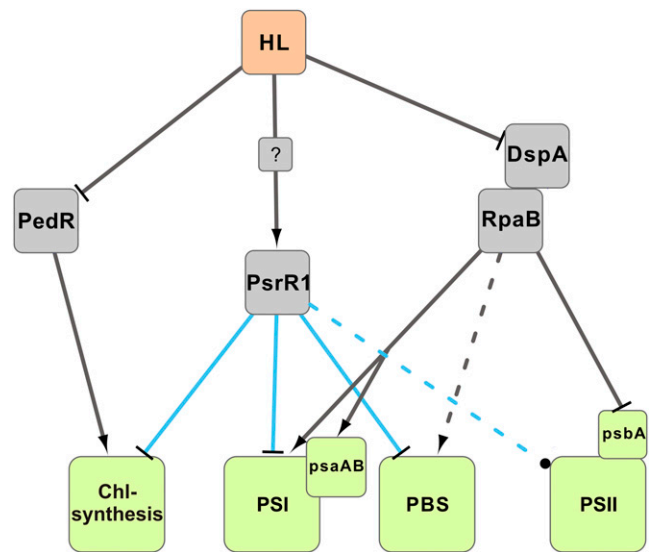 HL
?
DspA
PedR
RpaB
PsrR1
psbA
psaAB
Chl-
synthesis
PSI
PBS
PSII